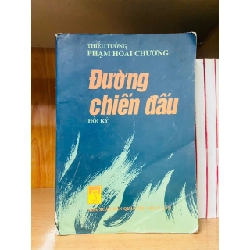 THIẾU TƯỚNG
PHẠM HOÀI CHƯƠNG
Đường
chiến đấu
HỒI KÝ